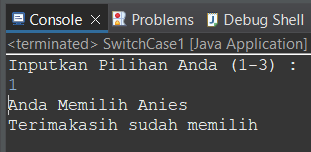 Console Problems Debug Shell
<terminated> SwitchCase1 [Java Application]
Inputkan Pilihan Anda (1-3) :
1
Anda Memilih Anies
Terimakasih sudah memilih